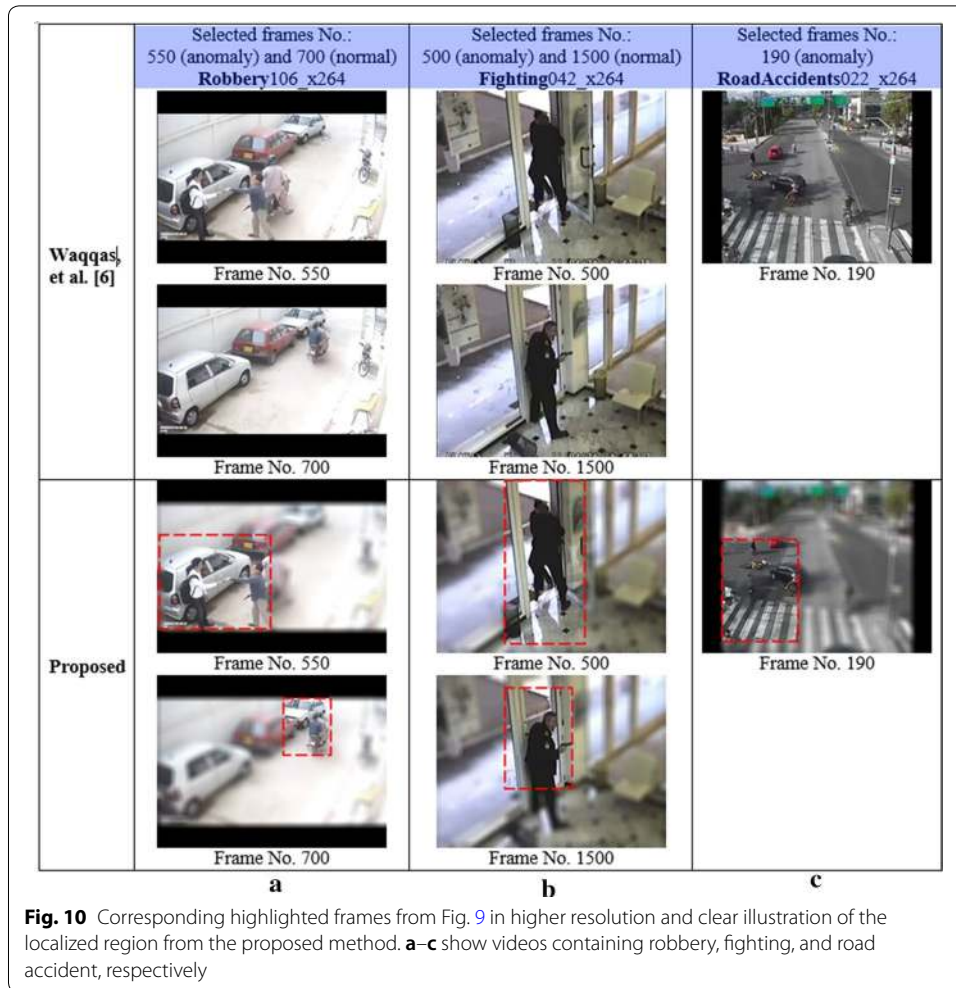 Selected frames No.:
550 (anomaly) and 700 (normal)
Robbery106_x264
Selected frames No.:
500 (anomaly) and 1500 (normal)
Fighting042_x264
Selected frames No.:
190 (anomaly)
RoadAccidents022_x264
Waqqas,
et al. [6]
Frame No. 550
Frame No. 500
Frame No. 190
Frame No. 700
Frame No. 1500
Proposed
Frame No. 550
Frame No. 500
Frame No. 190
Frame No. 700
Frame No. 1500
a
b
c
Fig. 10 Corresponding highlighted frames from Fig. 9 in higher resolution and clear illustration of the
localized region from the proposed method. a–c show videos containing robbery, fighting, and road
accident, respectively